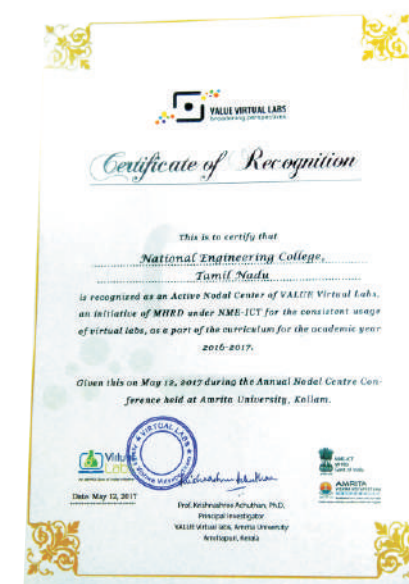 VALUE VIRTUAL LABS
broadening perspectives
Certificate of Recognition
This is to certify that
National Engineering College,
Tamil Nadu
is recognized as an Active Nodal Center of VALUE Virtual Labs,
an initiative of MHRD under NME-ICT for the consistent usage
of virtual labs, as a part of the curriculum for the academic year
2016-2017.
Given this on May 12, 2017 during the Annual Nodal Centre Con-
ference held at Amrita University, Kollam.
VIRTUAL LABS
Date: May 12, 2017
Prof. Krishnashree Achuthan, Ph.D.
Principal Investigator
VALUE Virtual labs, Amrita University
Amritapuri, Kerala
AMRITA